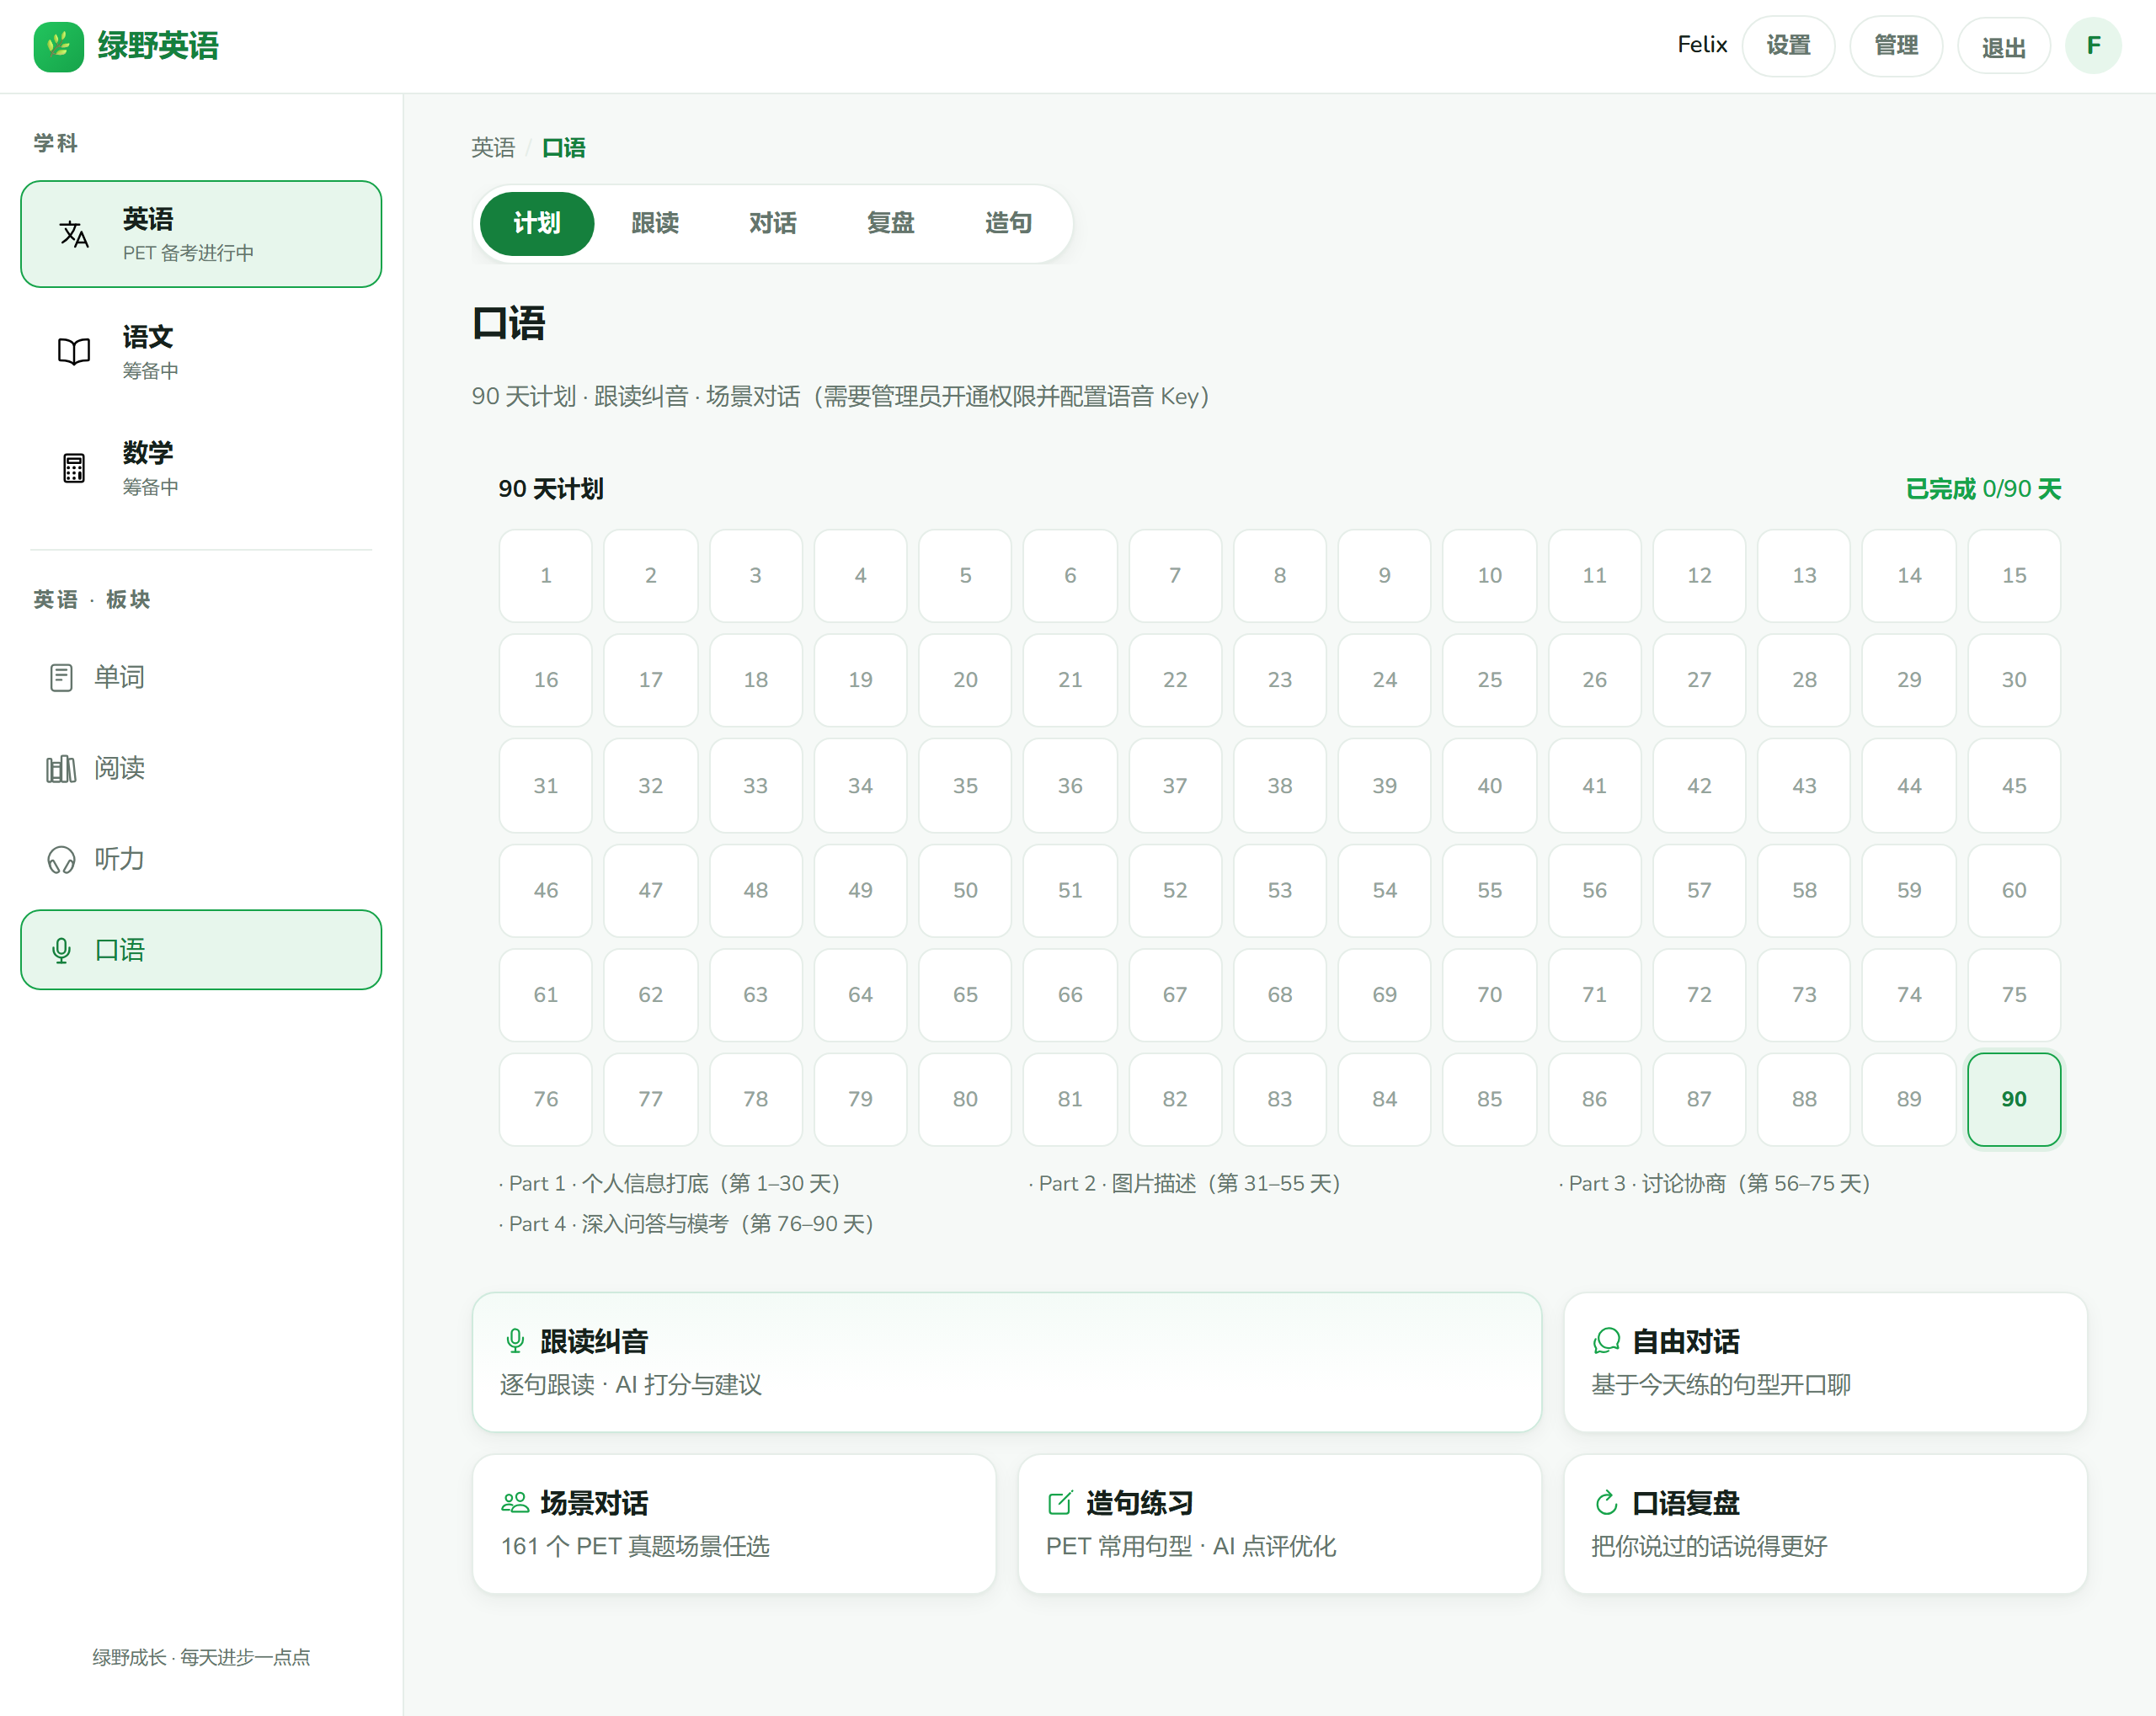 绿野英语
Felix 设置 管理 退出 F
学科
英语
PET 备考进行中
语文
筹备中
数学
筹备中
英语 · 板块
单词
阅读
听力
口语
绿野成长 · 每天进步一点点
英语 / 口语
计划 跟读 对话 复盘 造句
口语
90 天计划 · 跟读纠音 · 场景对话（需要管理员开通权限并配置语音 Key）
90 天计划 已完成 0/90 天
1 2 3 4 5 6 7 8 9 10 11 12 13 14 15
16 17 18 19 20 21 22 23 24 25 26 27 28 29 30
31 32 33 34 35 36 37 38 39 40 41 42 43 44 45
46 47 48 49 50 51 52 53 54 55 56 57 58 59 60
61 62 63 64 65 66 67 68 69 70 71 72 73 74 75
76 77 78 79 80 81 82 83 84 85 86 87 88 89 90
· Part 1 · 个人信息打底（第 1–30 天） · Part 2 · 图片描述（第 31–55 天） · Part 3 · 讨论协商（第 56–75 天）
· Part 4 · 深入问答与模考（第 76–90 天）
跟读纠音
逐句跟读 · AI 打分与建议
自由对话
基于今天练的句型开口聊
场景对话
161 个 PET 真题场景任选
造句练习
PET 常用句型 · AI 点评优化
口语复盘
把你说过的话说得更好